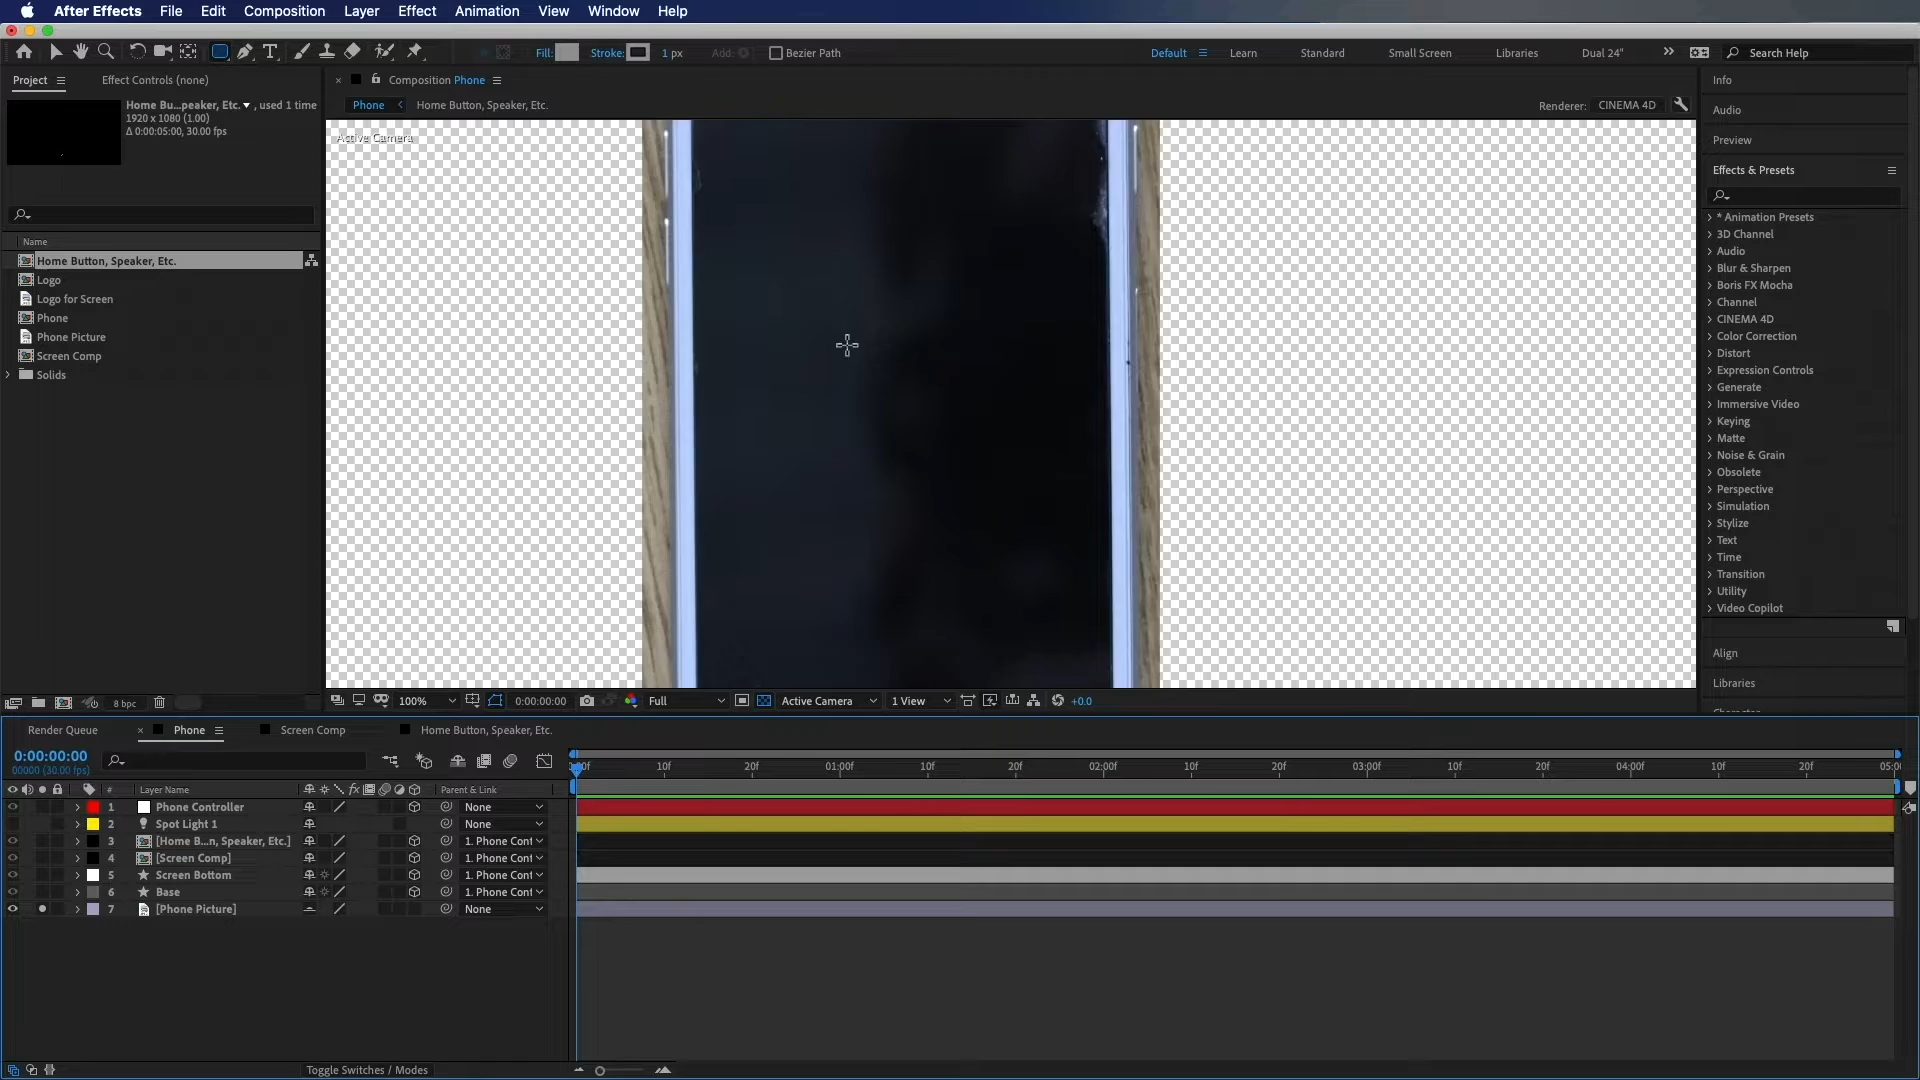 After Effects File Edit Composition Layer Effect Animation View Window Help
Fill: Stroke: 1 px Add: Bezier Path Default Learn Standard Small Screen Libraries Dual 24" Search Help
Project Effect Controls (none)
Composition Phone
Info
Home Bu...peaker, Etc. , used 1 time
1920 x 1080 (1.00)
Δ 0:00:05:00, 30.00 fps
Phone Home Button, Speaker, Etc.
Renderer: CINEMA 4D
Audio
Active Camera
Preview
Effects & Presets
Name
Home Button, Speaker, Etc.
Logo
Logo for Screen
Phone
Phone Picture
Screen Comp
Solids
* Animation Presets
3D Channel
Audio
Blur & Sharpen
Boris FX Mocha
Channel
CINEMA 4D
Color Correction
Distort
Expression Controls
Generate
Immersive Video
Keying
Matte
Noise & Grain
Obsolete
Perspective
Simulation
Stylize
Text
Time
Transition
Utility
Video Copilot
Align
Libraries
8 bpc
100% 0:00:00:00 Full Active Camera 1 View +0.0
Render Queue Phone Screen Comp Home Button, Speaker, Etc.
0:00:00:00
00000 (30.00 fps)
10f 20f 01:00f 10f 20f 02:00f 10f 20f 03:00f 10f 20f 04:00f 10f 20f 05:0
# Layer Name fx Parent & Link
1 Phone Controller None
2 Spot Light 1 None
3 [Home B...n, Speaker, Etc.] 1. Phone Cont
4 [Screen Comp] 1. Phone Cont
5 Screen Bottom 1. Phone Cont
6 Base 1. Phone Cont
7 [Phone Picture] None
Toggle Switches / Modes